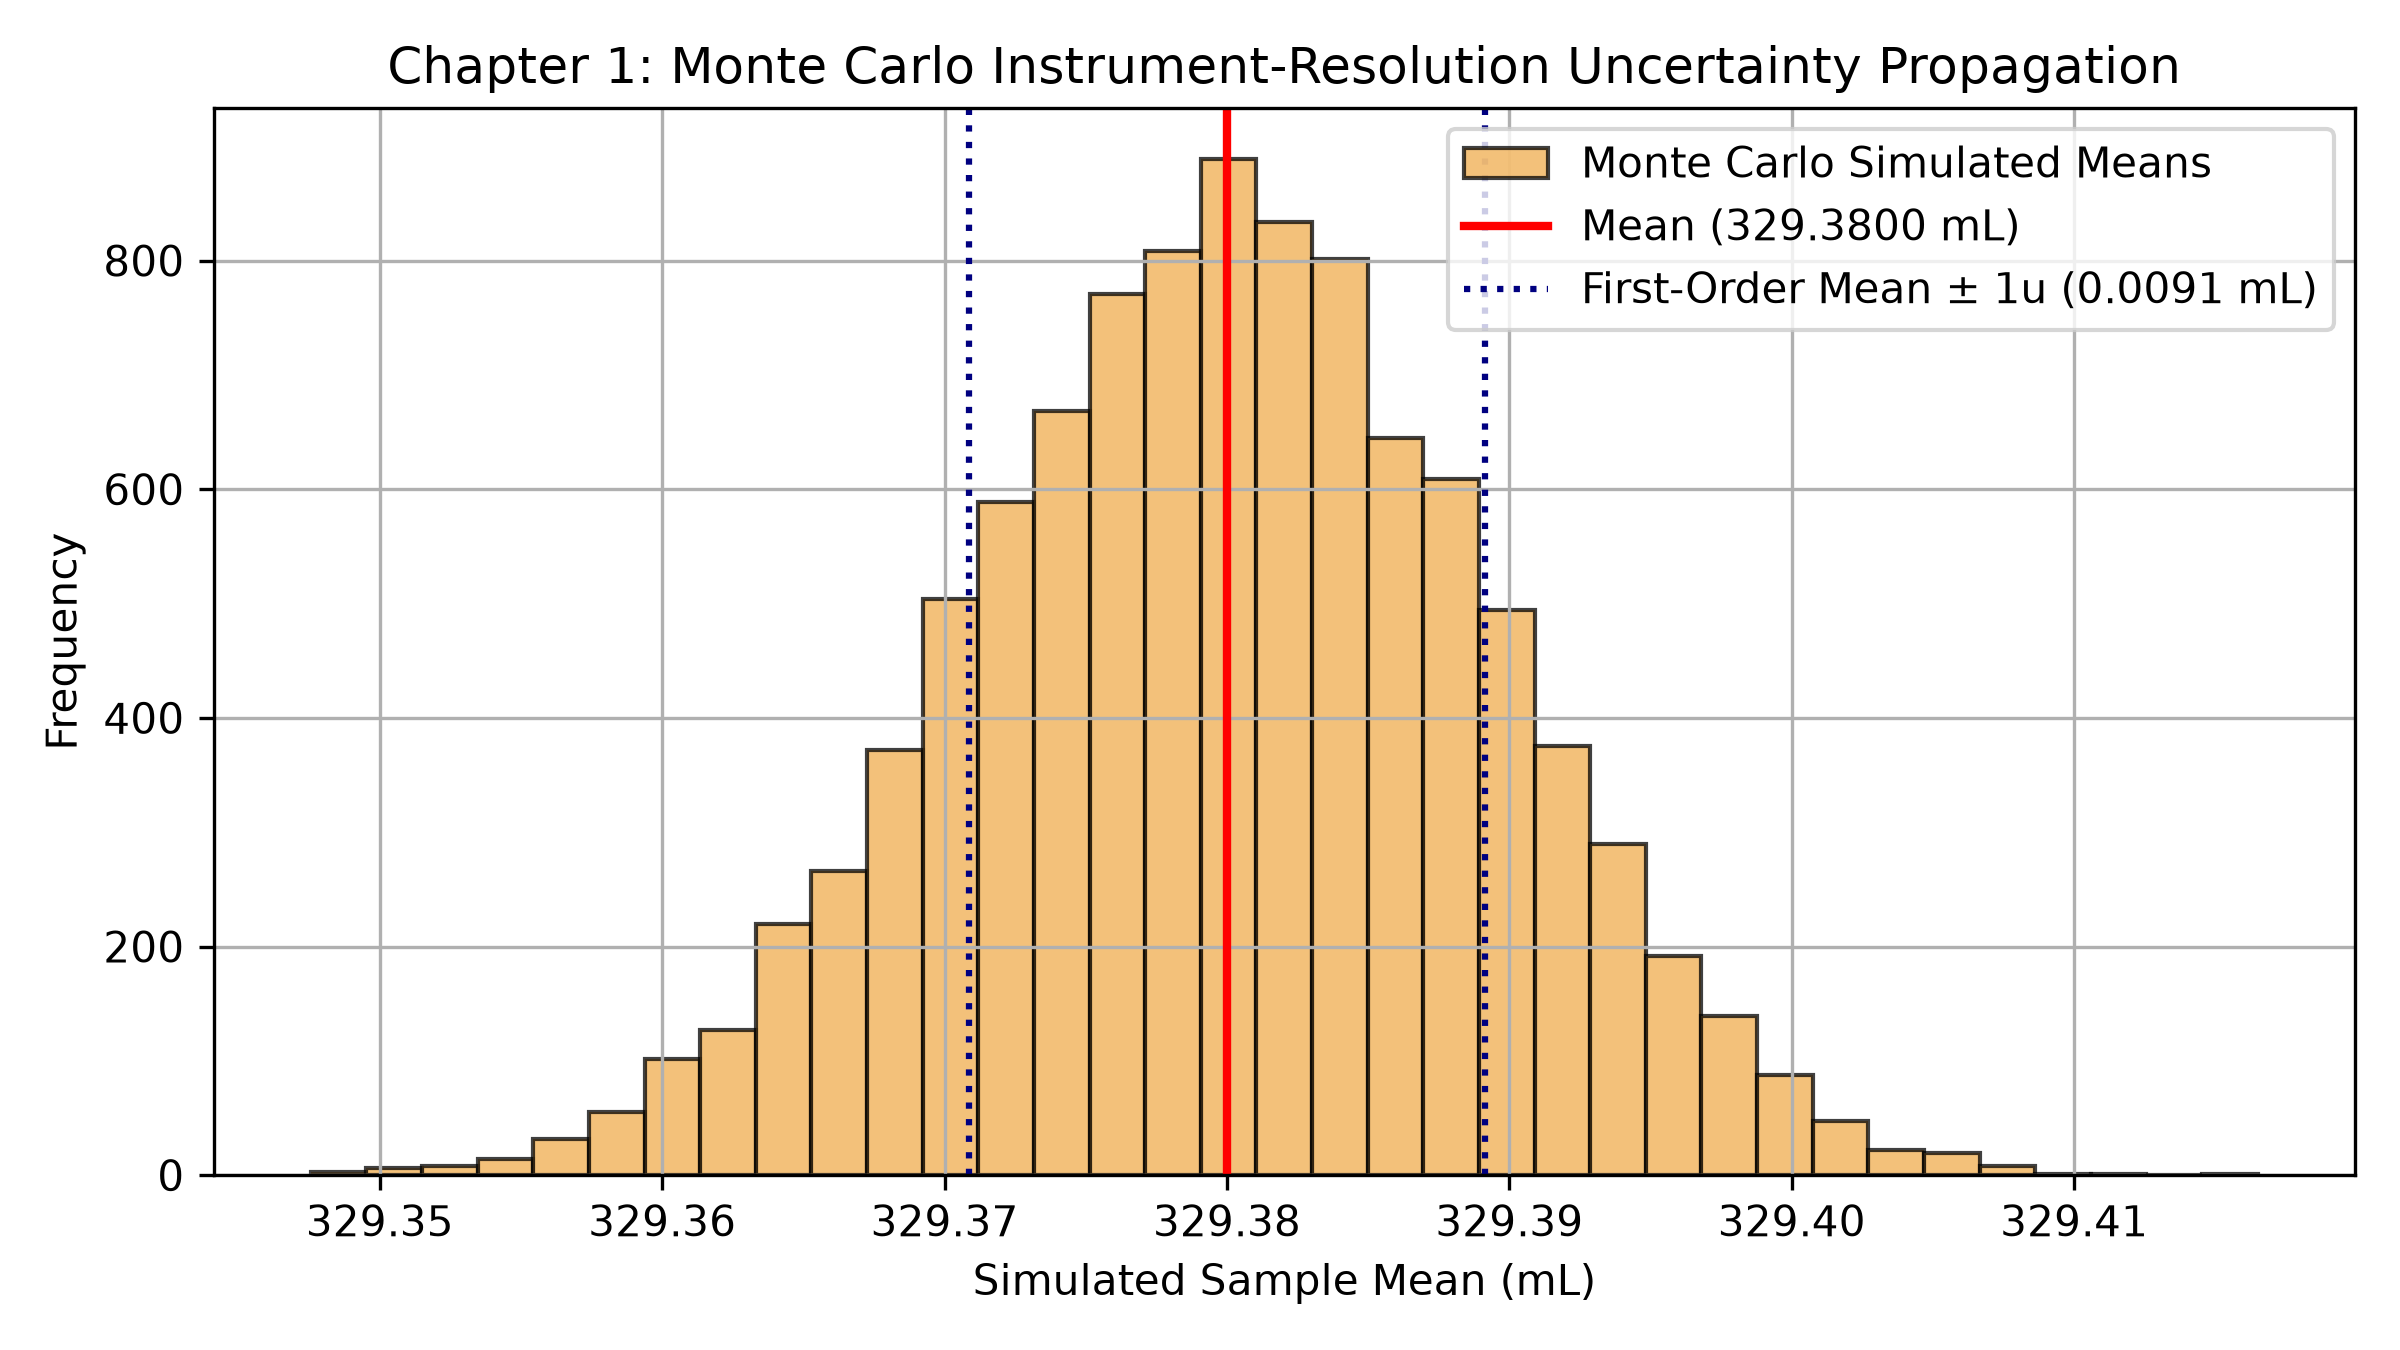 Chapter 1: Monte Carlo Instrument-Resolution Uncertainty Propagation
Monte Carlo Simulated Means
Mean (329.3800 mL)
First-Order Mean ± 1u (0.0091 mL)
Frequency
800
600
400
200
0
329.35 329.36 329.37 329.38 329.39 329.40 329.41
Simulated Sample Mean (mL)